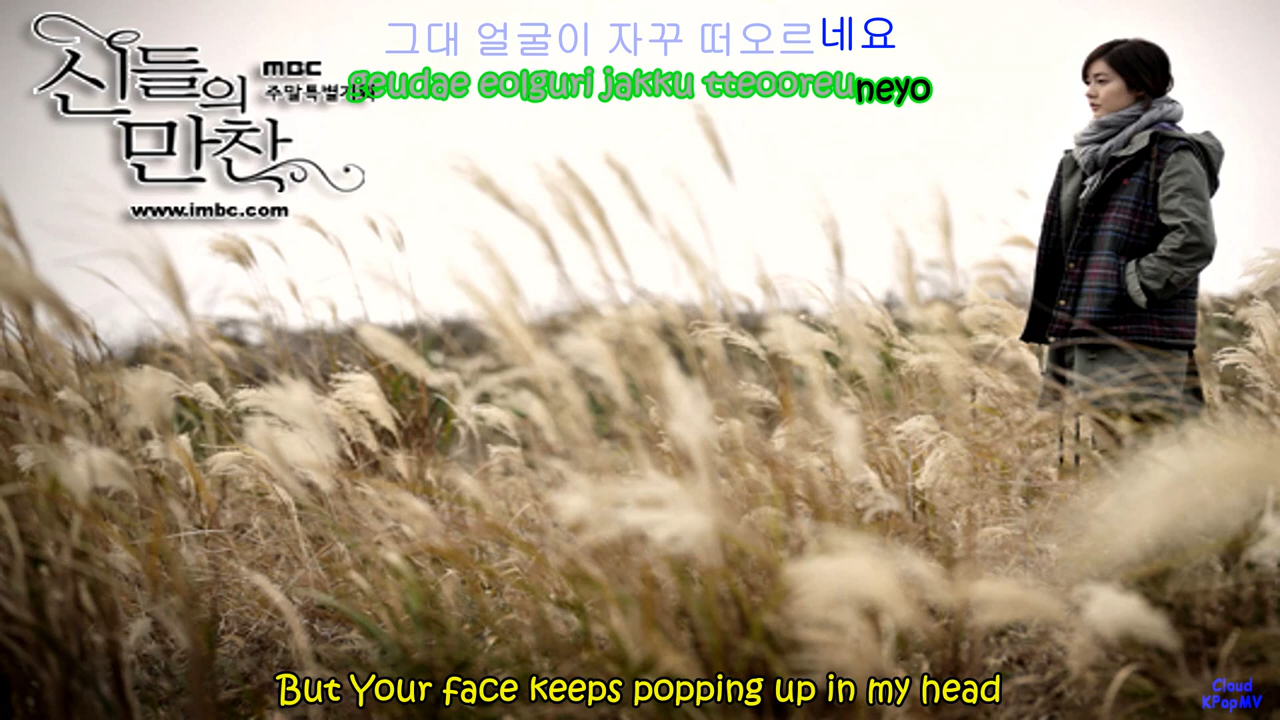 그대 얼굴이 자꾸 떠오르네요
geudae eolguri jakku tteooreuneyo
신들의
만찬
MBC
주말특별기획
www.imbc.com
But Your face keeps popping up in my head
Cloud
KPopMV